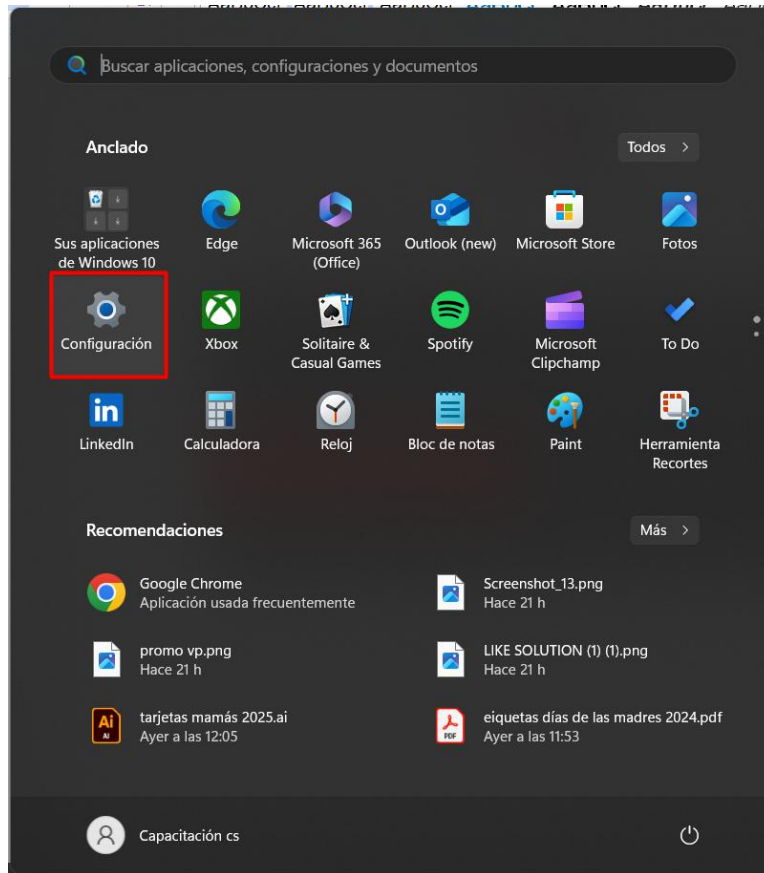 Buscar aplicaciones, configuraciones y documentos
Anclado
Todos >
Sus aplicaciones
de Windows 10
Edge
Microsoft 365
(Office)
Outlook (new)
Microsoft Store
Fotos
Configuración
Xbox
Solitaire &
Casual Games
Spotify
Microsoft
Clipchamp
To Do
in
LinkedIn
Calculadora
Reloj
Bloc de notas
Paint
Herramienta
Recortes
Recomendaciones
Más >
Google Chrome
Aplicación usada frecuentemente
Screenshot_13.png
Hace 21 h
promo vp.png
Hace 21 h
LIKE SOLUTION (1) (1).png
Hace 21 h
Ai
AI
tarjetas mamás 2025.ai
Ayer a las 12:05
PDF
eiquetas días de las madres 2024.pdf
Ayer a las 11:53
Capacitación cs